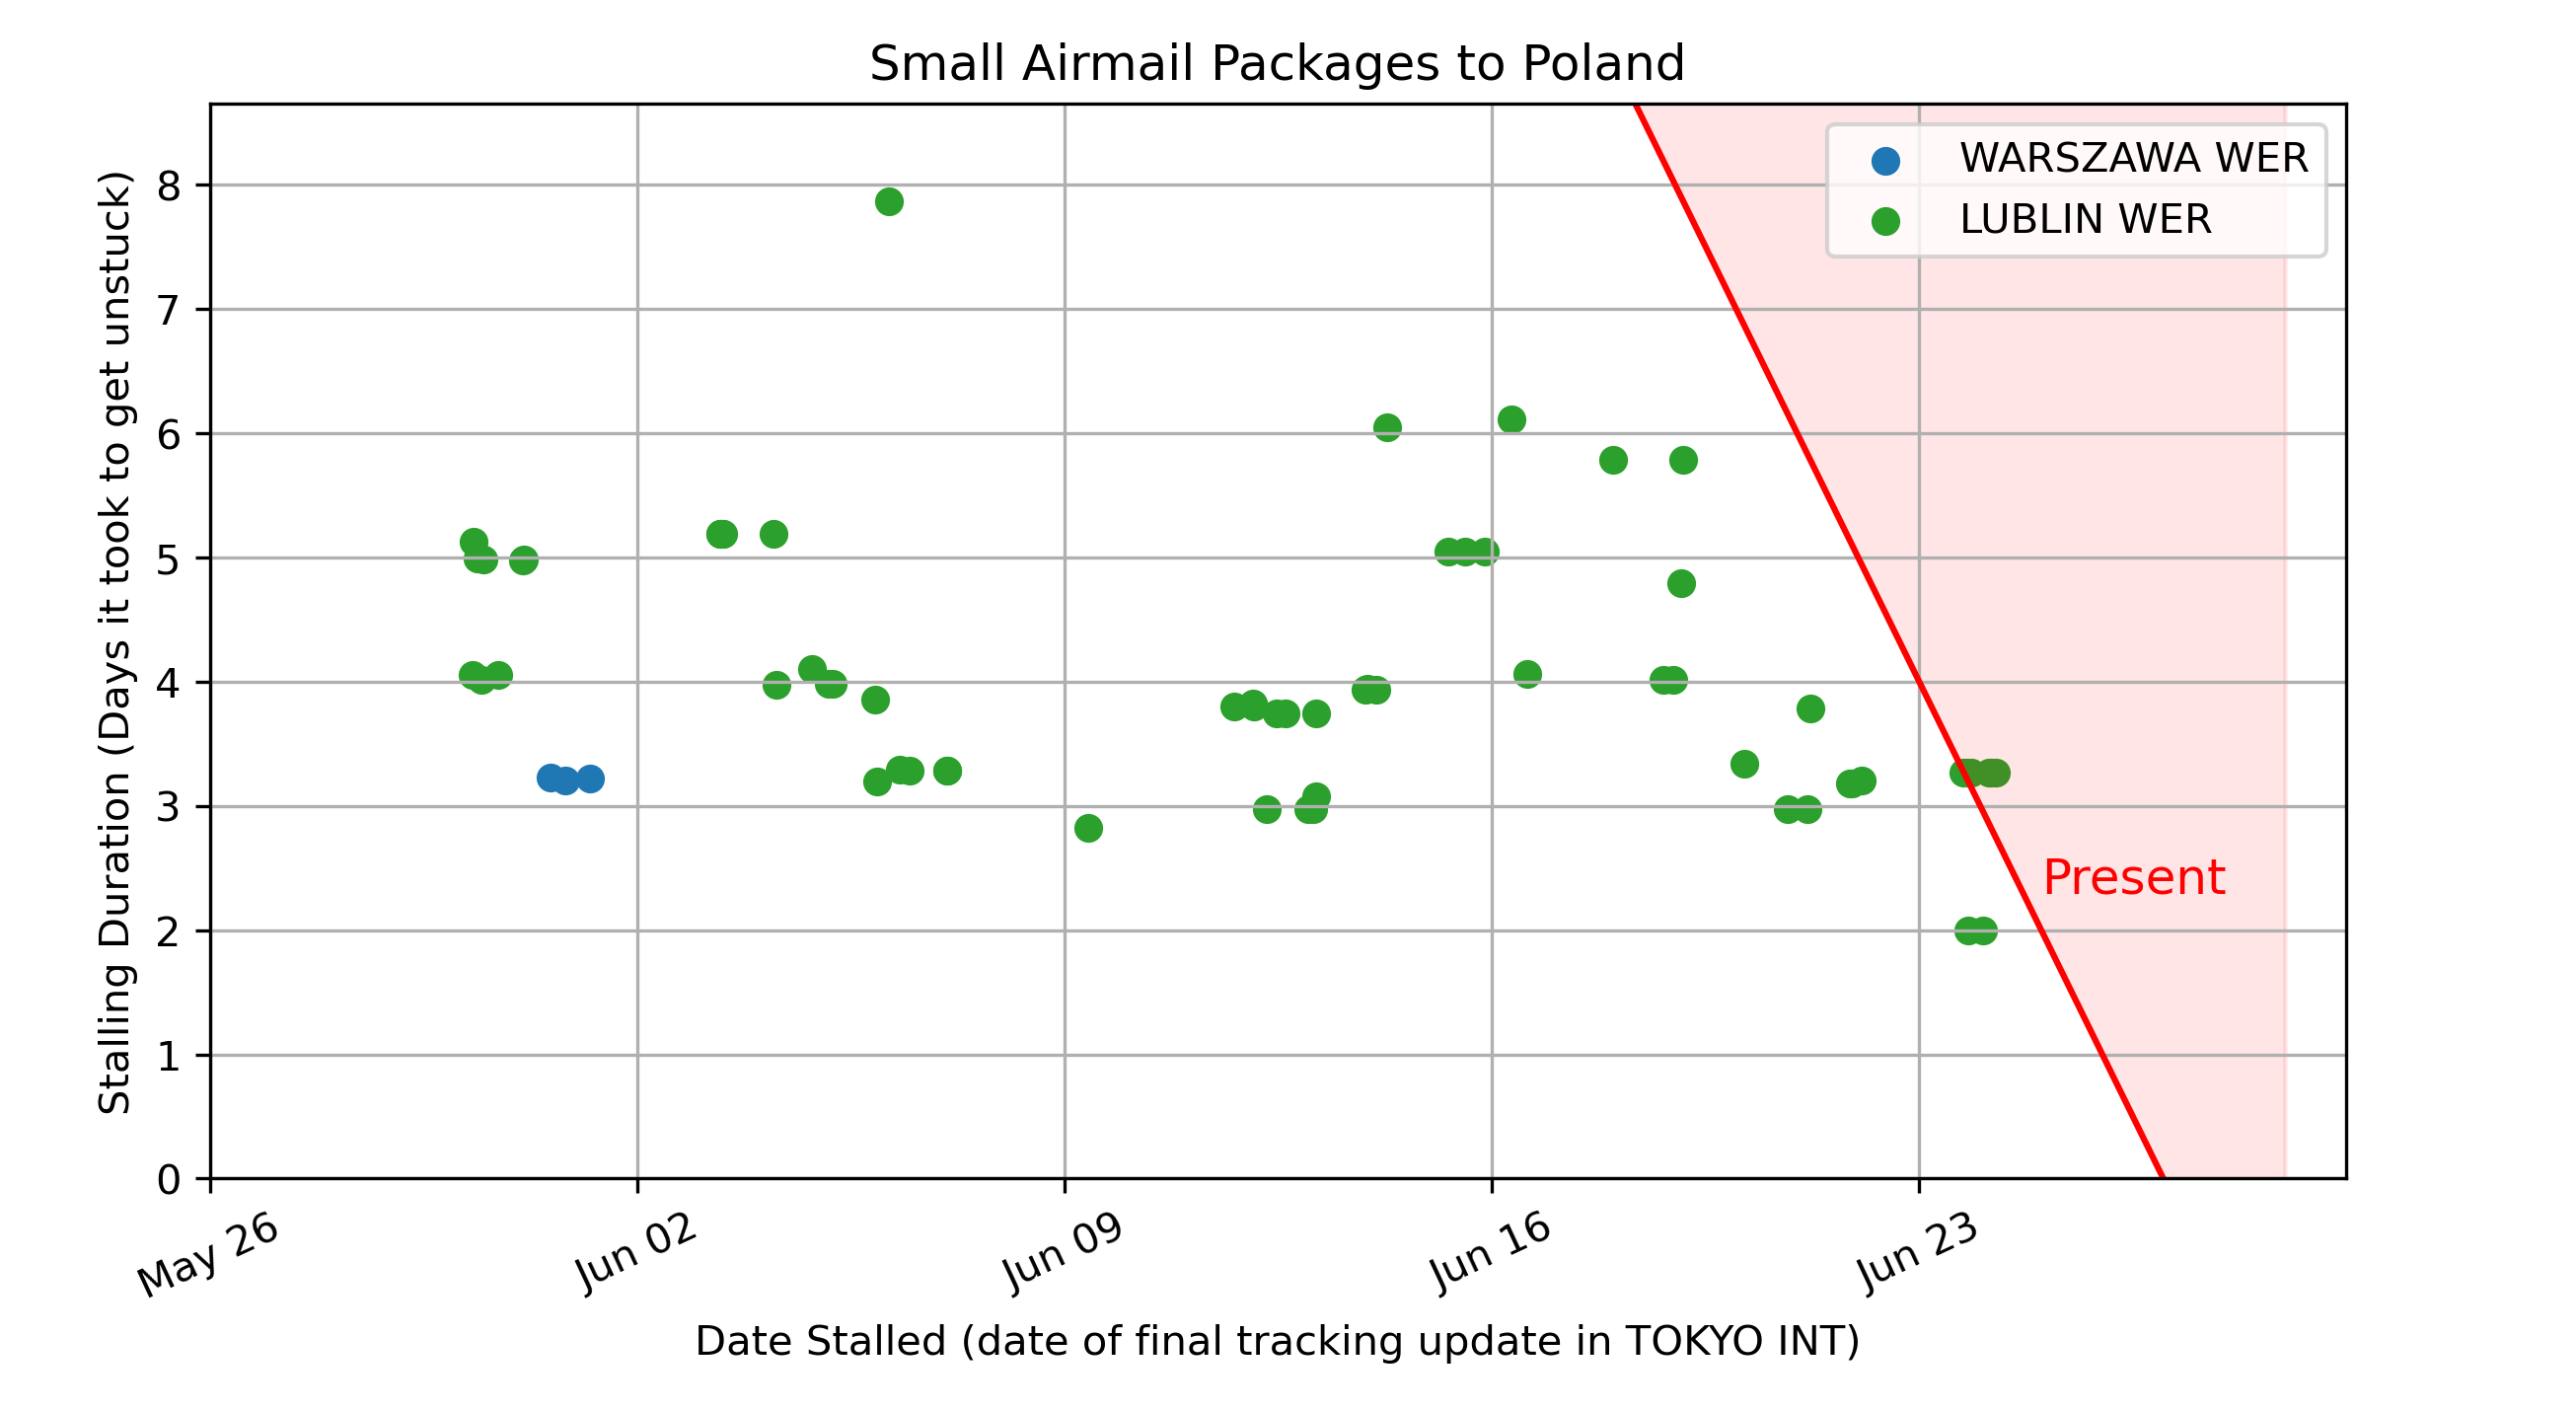 Small Airmail Packages to Poland
WARSZAWA WER
LUBLIN WER
Stalling Duration (Days it took to get unstuck)
8
7
6
5
4
3
2
1
0
Present
May 26
Jun 02
Jun 09
Jun 16
Jun 23
Date Stalled (date of final tracking update in TOKYO INT)